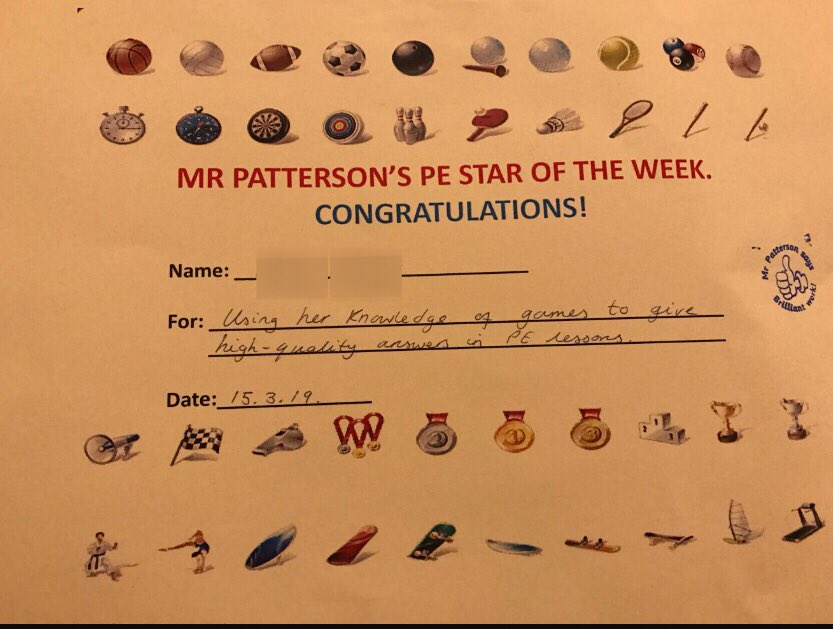 MR PATTERSON'S PE STAR OF THE WEEK.
CONGRATULATIONS!
Name:
Mr Patterson says
Brilliant work!
For: Using her Knowledge of games to give
high-quality answers in PE lessons.
Date: 15.3.19.